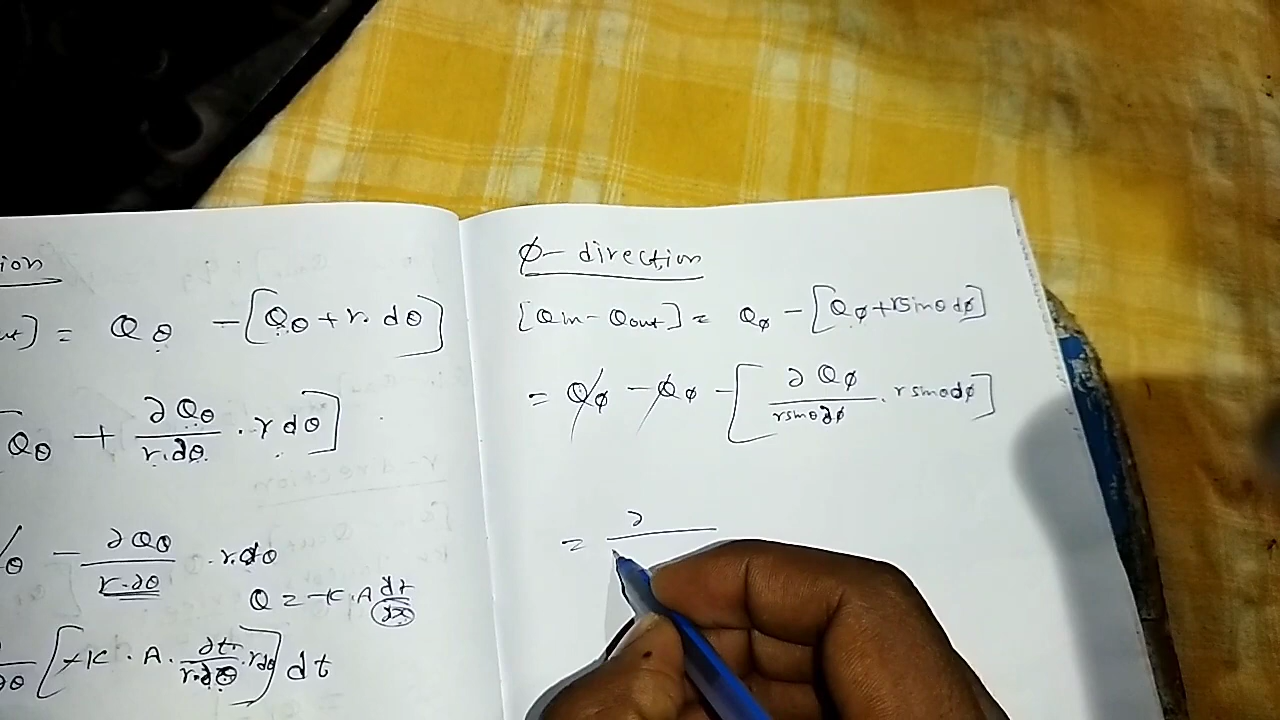 ion
ut] = Qθ - [Qθ + r. dθ]
Qθ + ∂Qθ/r.∂θ . r dθ]
θ - ∂Qθ/r.∂θ . r.dθ
Q = -K.A dt/dx
∂θ [-K . A . ∂t/r.∂θ . rdθ] dt
φ- direction
[Qin - Qout] = Qφ - [Qφ + rsinθ dφ]
= Qφ - Qφ - [∂Qφ/rsinθ∂φ . rsinθdφ]
= ∂